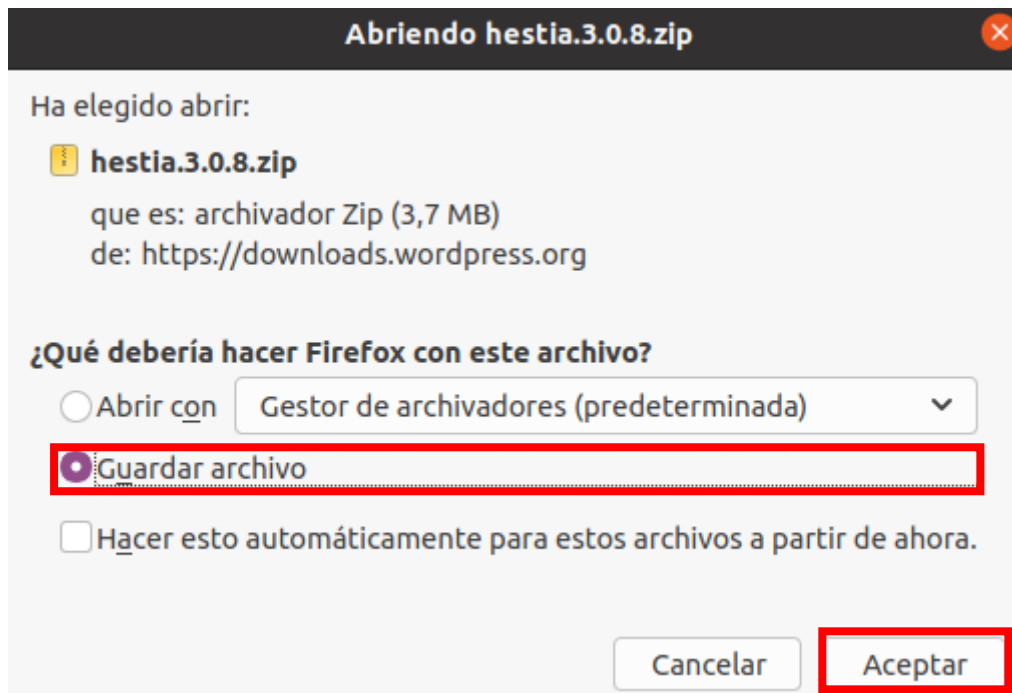 Abriendo hestia.3.0.8.zip
Ha elegido abrir:
hestia.3.0.8.zip
que es: archivador Zip (3,7 MB)
de: https://downloads.wordpress.org
¿Qué debería hacer Firefox con este archivo?
Abrir con Gestor de archivadores (predeterminada)
Guardar archivo
Hacer esto automáticamente para estos archivos a partir de ahora.
Cancelar Aceptar